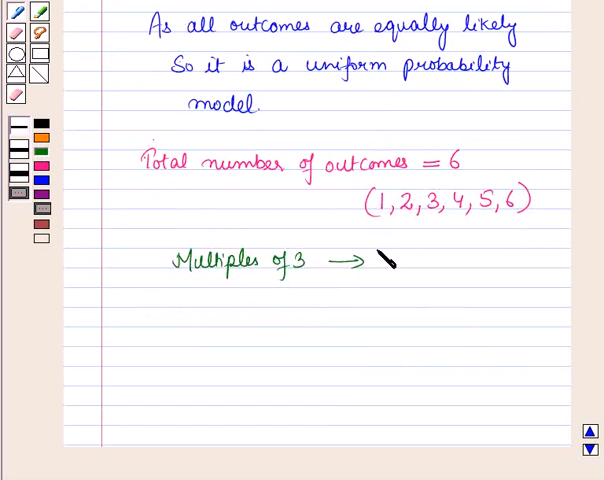 As all outcomes are equally likely
So it is a uniform probability
model.
Total number of outcomes = 6
(1, 2, 3, 4, 5, 6)
Multiples of 3 →